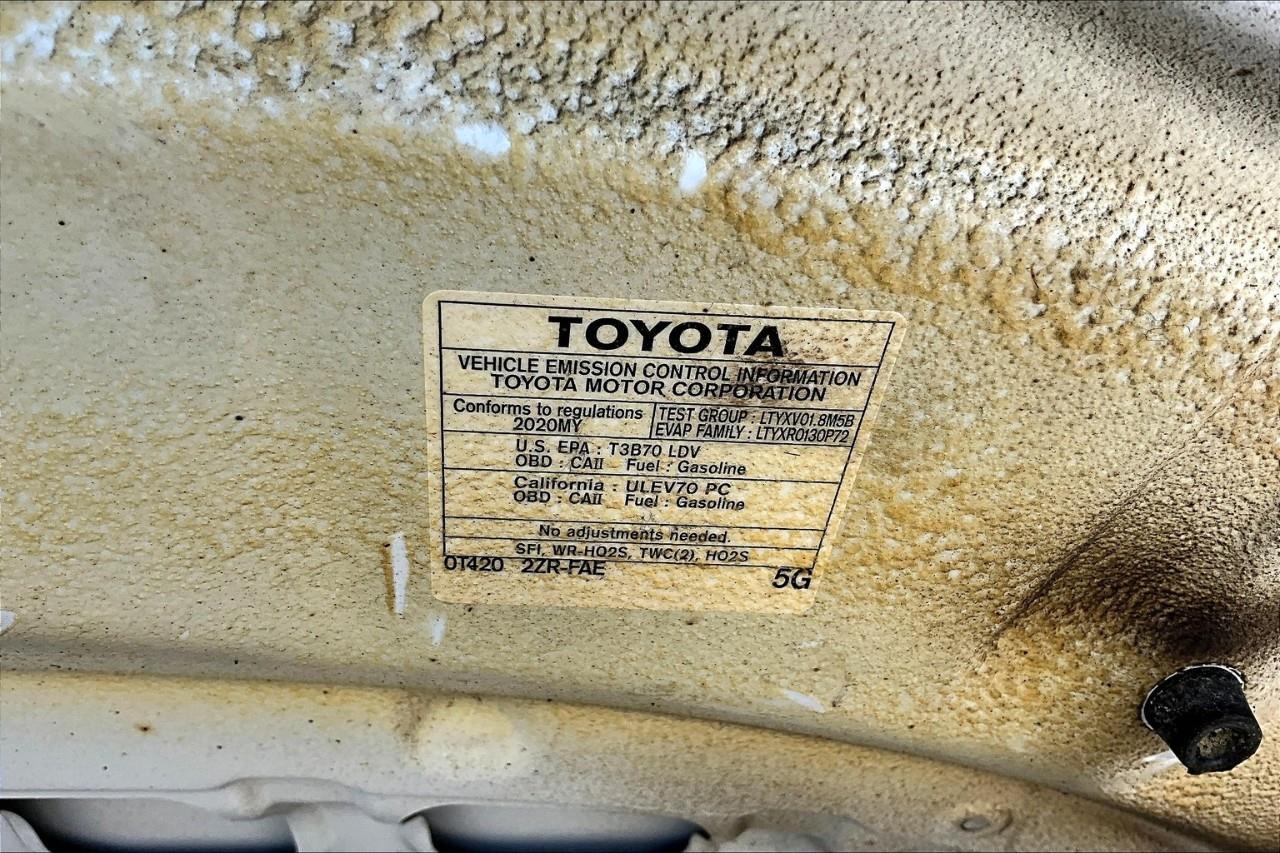 TOYOTA
VEHICLE EMISSION CONTROL INFORMATION
TOYOTA MOTOR CORPORATION
Conforms to regulations
2020MY
TEST GROUP : LTYXV01.8M5B
EVAP FAMILY : LTYXR0130P72
U.S. EPA : T3B70 LDV
OBD : CAII Fuel : Gasoline
California : ULEV70 PC
OBD : CAII Fuel : Gasoline
No adjustments needed.
SFI, WR-HO2S, TWC(2), HO2S
0T420 2ZR-FAE 5G